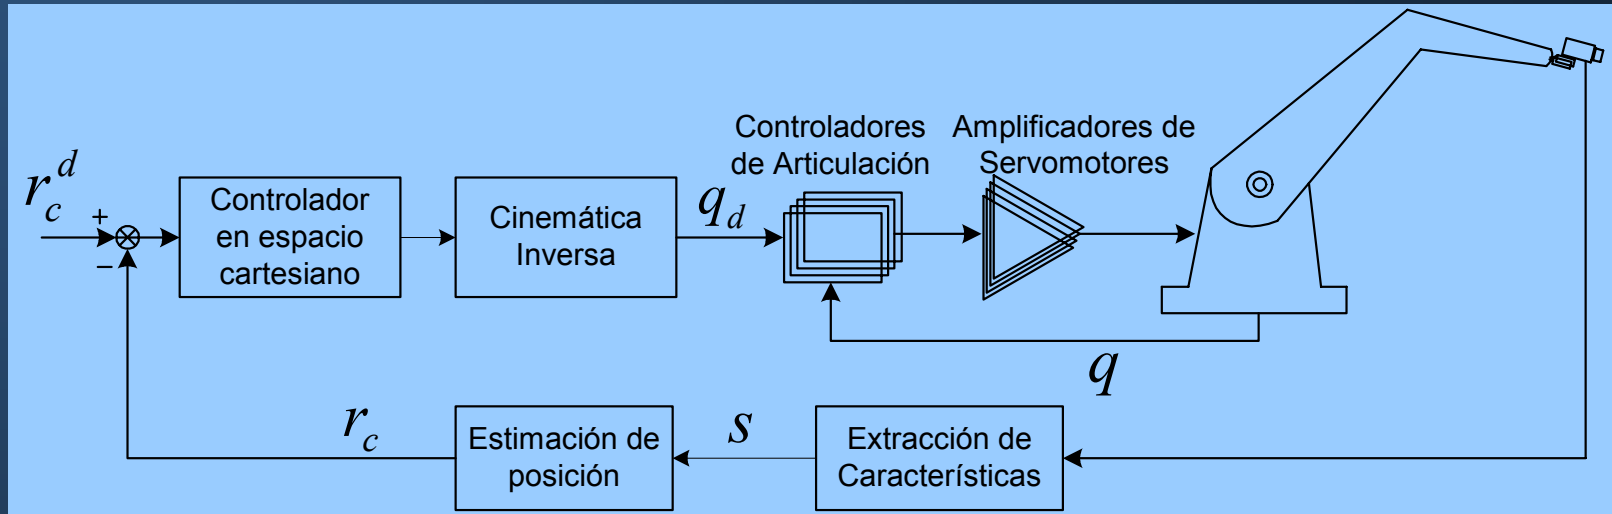 Controladores
de Articulación
Amplificadores de
Servomotores
r_c^d
+
−
Controlador
en espacio
cartesiano
Cinemática
Inversa
q_d
q
r_c
Estimación de
posición
s
Extracción de
Características